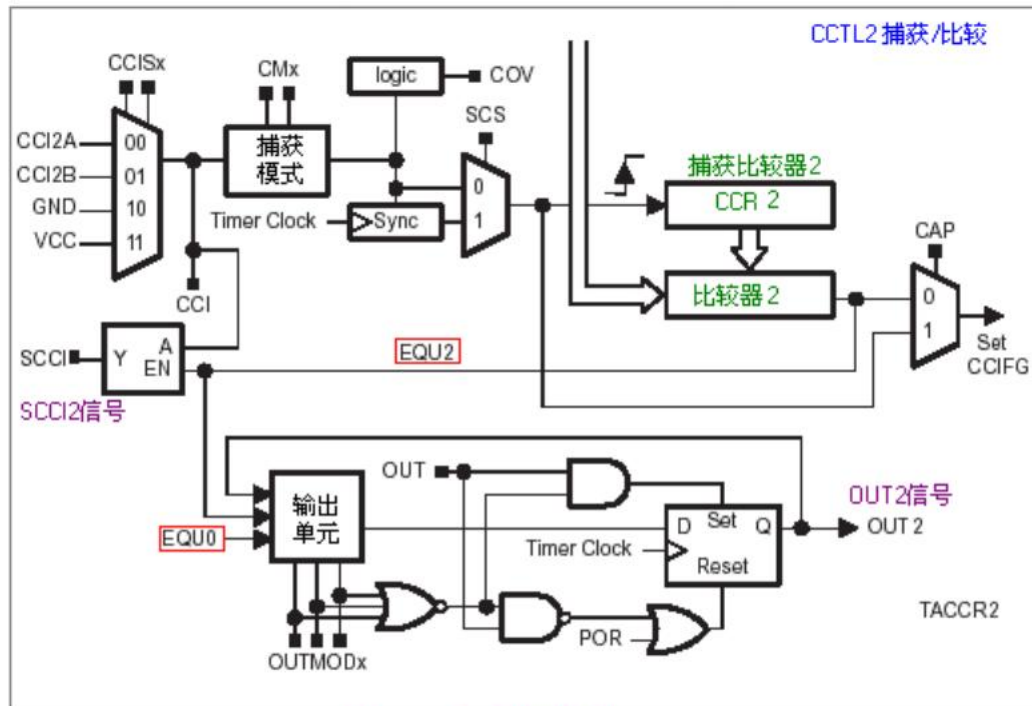 CCTL2 捕获/比较
CCISx
CMx
logic
COV
SCS
CCI2A
CCI2B
GND
VCC
00
01
10
11
捕获
模式
Timer Clock
Sync
0
1
捕获比较器2
CCR 2
比较器2
CAP
0
1
Set
CCIFG
CCI
SCCI
Y
A
EN
EQU2
SCCI2信号
OUT
输出
单元
EQU0
Timer Clock
D
Set
Q
Reset
OUT2信号
OUT 2
POR
OUTMODx
TACCR2